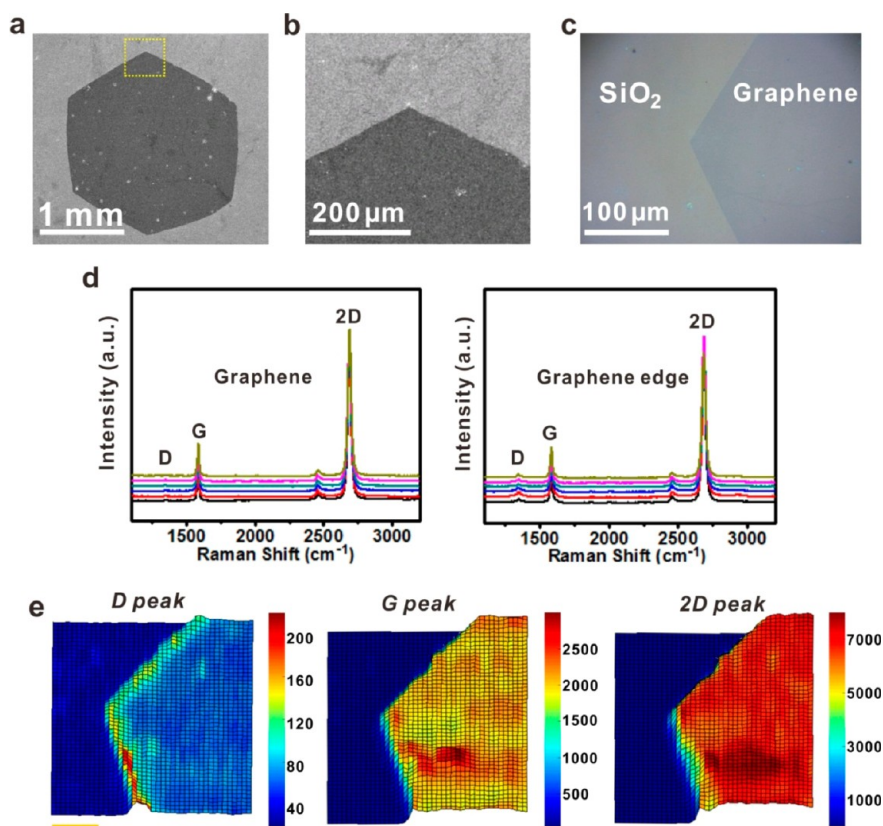 a
b
c
1 mm
200 μm
SiO₂
Graphene
100 μm
d
Intensity (a.u.)
2D
Graphene
G
D
1500 2000 2500 3000
Raman Shift (cm⁻¹)
Intensity (a.u.)
2D
Graphene edge
G
D
1500 2000 2500 3000
Raman Shift (cm⁻¹)
e
D peak
200
160
120
80
40
G peak
2500
2000
1500
1000
500
2D peak
7000
5000
3000
1000